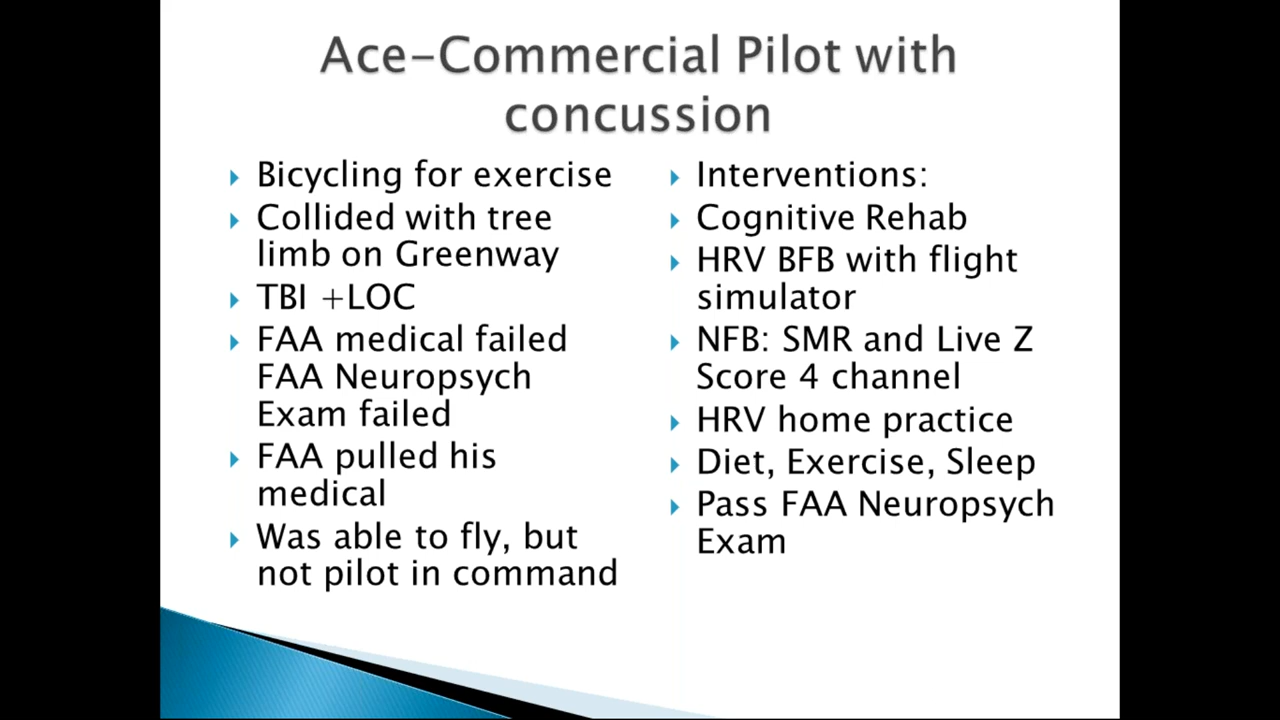 Ace-Commercial Pilot with
concussion
Bicycling for exercise
Collided with tree
limb on Greenway
TBI +LOC
FAA medical failed
FAA Neuropsych
Exam failed
FAA pulled his
medical
Was able to fly, but
not pilot in command
Interventions:
Cognitive Rehab
HRV BFB with flight
simulator
NFB: SMR and Live Z
Score 4 channel
HRV home practice
Diet, Exercise, Sleep
Pass FAA Neuropsych
Exam